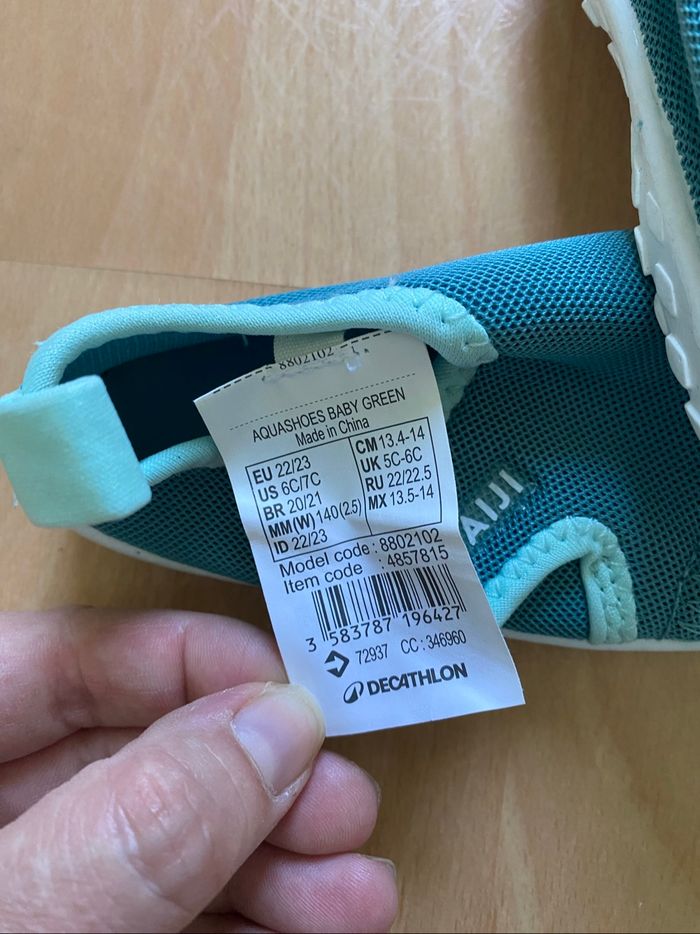 8802102
AQUASHOES BABY GREEN
Made in China
EU 22/23
US 6C/7C
BR 20/21
MM(W) 140 (2.5)
ID 22/23
CM 13.4-14
UK 5C-6C
RU 22/22.5
MX 13.5-14
Model code : 8802102
Item code : 4857815
3 583787 196427
72937 CC : 346960
DECATHLON
AIJI